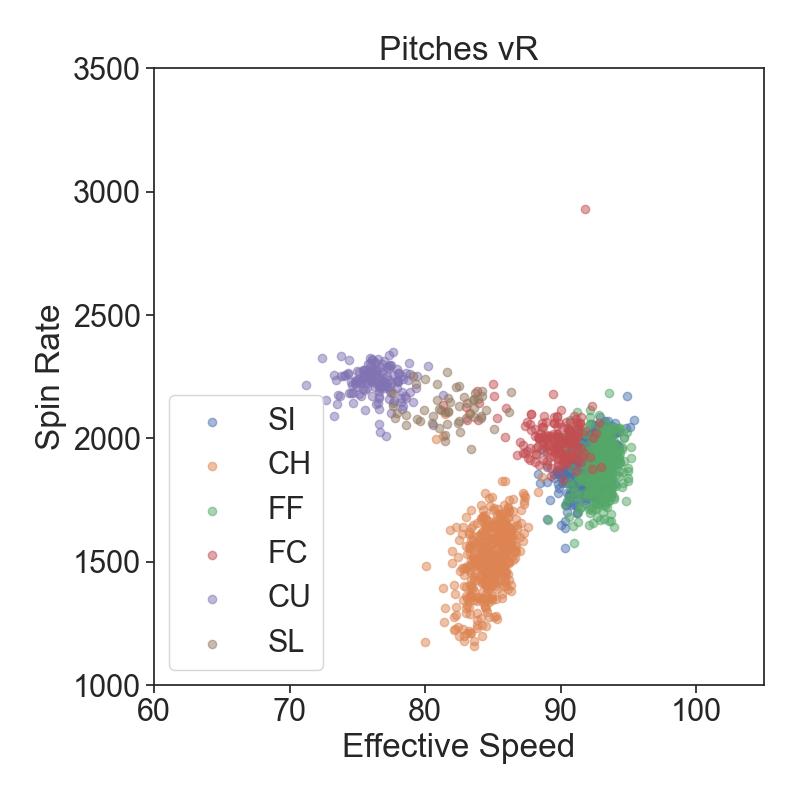 Pitches vR
3500
3000
2500
2000
1500
1000
Spin Rate
SI
CH
FF
FC
CU
SL
60 70 80 90 100
Effective Speed